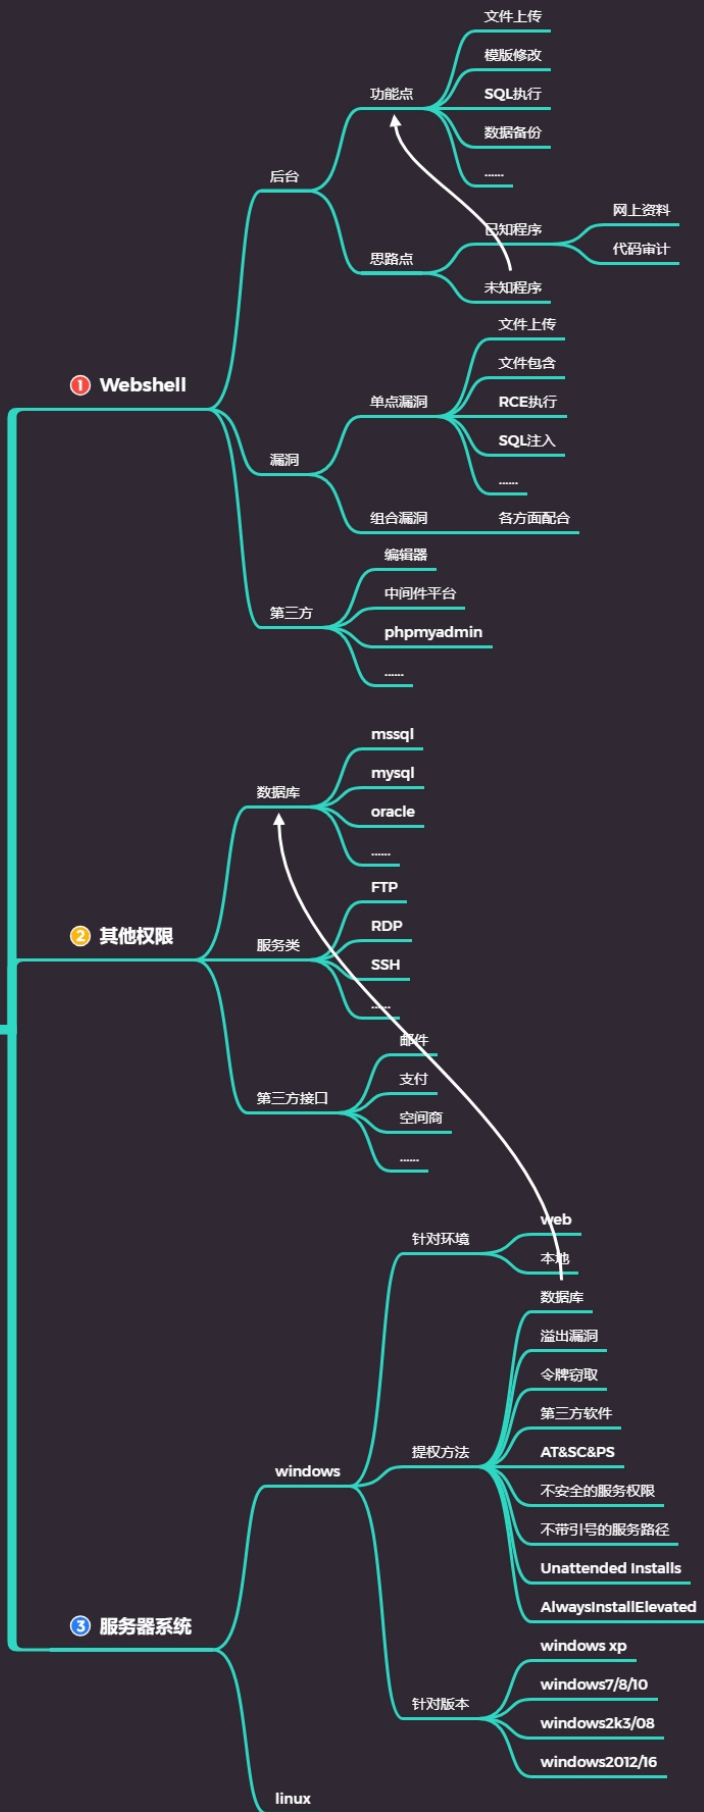 文件上传
模版修改
功能点
SQL执行
数据备份
......
后台
网上资料
已知程序
代码审计
思路点
未知程序
文件上传
文件包含
① Webshell
单点漏洞
RCE执行
SQL注入
漏洞
......
组合漏洞
各方面配合
编辑器
中间件平台
第三方
phpmyadmin
......
mssql
mysql
数据库
oracle
......
FTP
RDP
② 其他权限
服务类
SSH
......
邮件
支付
第三方接口
空间商
......
web
针对环境
本地
数据库
溢出漏洞
令牌窃取
第三方软件
提权方法
AT&SC&PS
windows
不安全的服务权限
不带引号的服务路径
Unattended Installs
AlwaysInstallElevated
③ 服务器系统
windows xp
windows7/8/10
针对版本
windows2k3/08
windows2012/16
linux